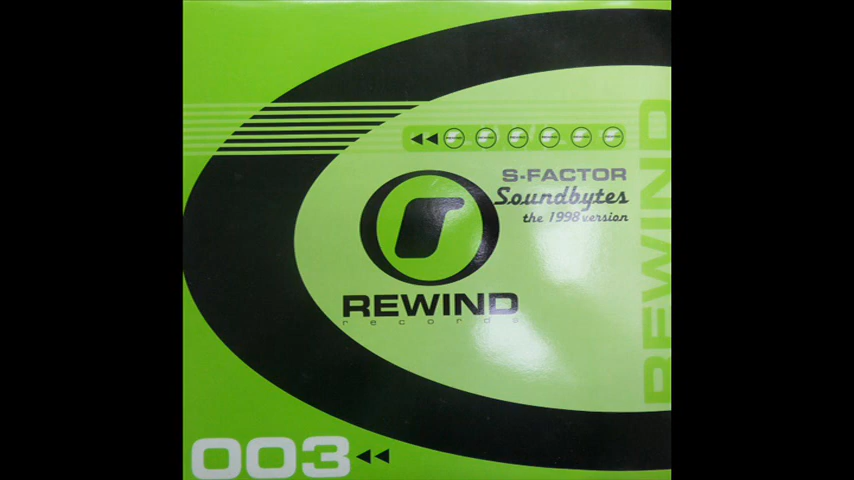 S-FACTOR
Soundbytes
the 1998 version
REWIND
records
REWIND
003